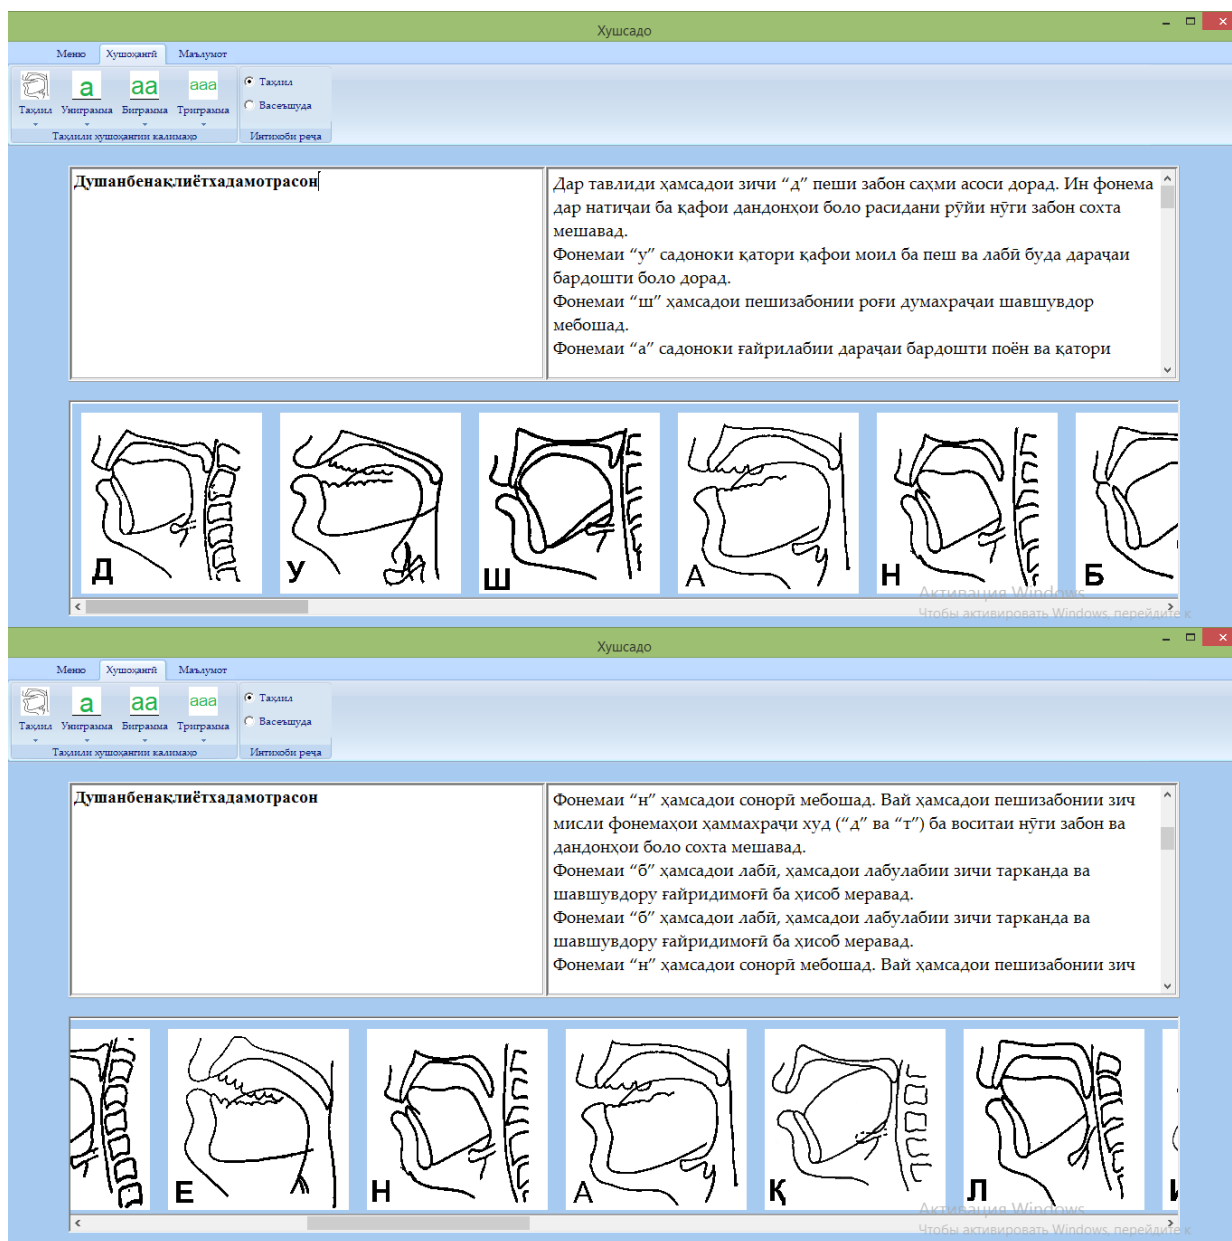 Хушсадо
Меню Хушоҳангӣ Маълумот
а аа ааа Таҳлил
Таҳлил Униграмма Биграмма Триграмма Васеъшуда
Таҳлили хушоҳангии калимаҳо Интихоби реҷа
Душанбенақлиётхадамотрасон
Дар тавлиди ҳамсадои зичи “д” пеши забон саҳми асоси дорад. Ин фонема
дар натиҷаи ба қафои дандонҳои боло расидани рӯйи нӯги забон сохта
мешавад.
Фонемаи “у” садоноки қатори қафои моил ба пеш ва лабӣ буда дараҷаи
бардошти боло дорад.
Фонемаи “ш” ҳамсадои пешизабонии роғи думахраҷаи шавшувдор
мебошад.
Фонемаи “а” садоноки ғайрилабии дараҷаи бардошти поён ва қатори
Д У Ш А Н Б
Активация Windows
Чтобы активировать Windows, перейдите к
Хушсадо
Меню Хушоҳангӣ Маълумот
а аа ааа Таҳлил
Таҳлил Униграмма Биграмма Триграмма Васеъшуда
Таҳлили хушоҳангии калимаҳо Интихоби реҷа
Душанбенақлиётхадамотрасон
Фонемаи “н” ҳамсадои сонорӣ мебошад. Вай ҳамсадои пешизабонии зич
мисли фонемаҳои ҳаммахраҷи худ (“д” ва “т”) ба воситаи нӯги забон ва
дандонҳои боло сохта мешавад.
Фонемаи “б” ҳамсадои лабӣ, ҳамсадои лабулабии зичи тарканда ва
шавшувдору ғайридимоғӣ ба ҳисоб меравад.
Фонемаи “б” ҳамсадои лабӣ, ҳамсадои лабулабии зичи тарканда ва
шавшувдору ғайридимоғӣ ба ҳисоб меравад.
Фонемаи “н” ҳамсадои сонорӣ мебошад. Вай ҳамсадои пешизабонии зич
Е Н А Қ Л
Активация Windows
Чтобы активировать Windows, перейдите к